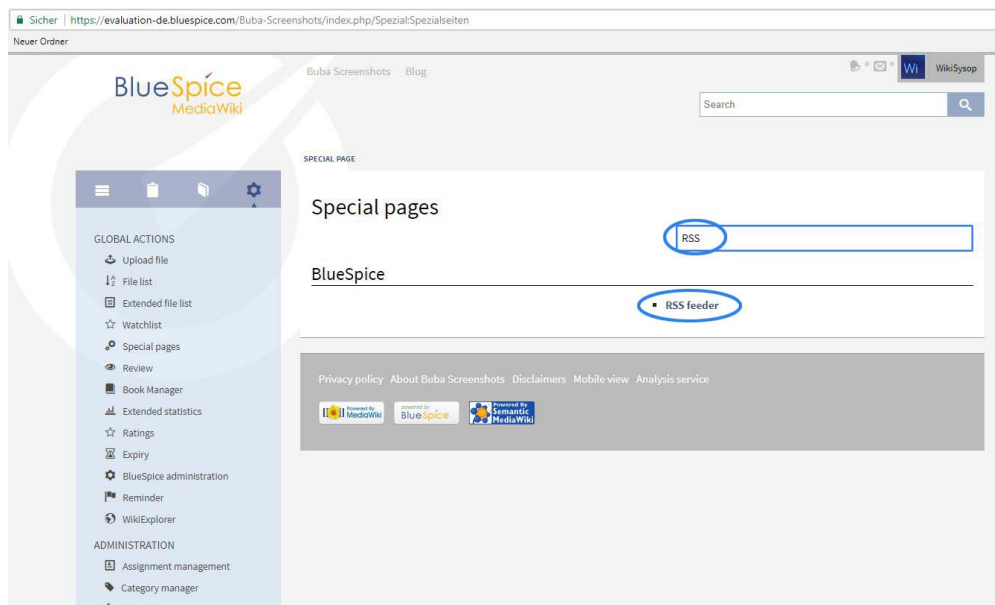 Sicher | https://evaluation-de.bluespice.com/Buba-Screenshots/index.php/Spezial:Spezialseiten
Neuer Ordner
BlueSpice
MediaWiki
Buba Screenshots Blog
Wi WikiSysop
Search
SPECIAL PAGE
Special pages
RSS
BlueSpice
RSS feeder
GLOBAL ACTIONS
Upload file
File list
Extended file list
Watchlist
Special pages
Review
Book Manager
Extended statistics
Ratings
Expiry
BlueSpice administration
Reminder
WikiExplorer
ADMINISTRATION
Assignment management
Category manager
Privacy policy About Buba Screenshots Disclaimers Mobile view Analysis service
Powered By
MediaWiki
powered by
BlueSpice
Powered By
Semantic
MediaWiki